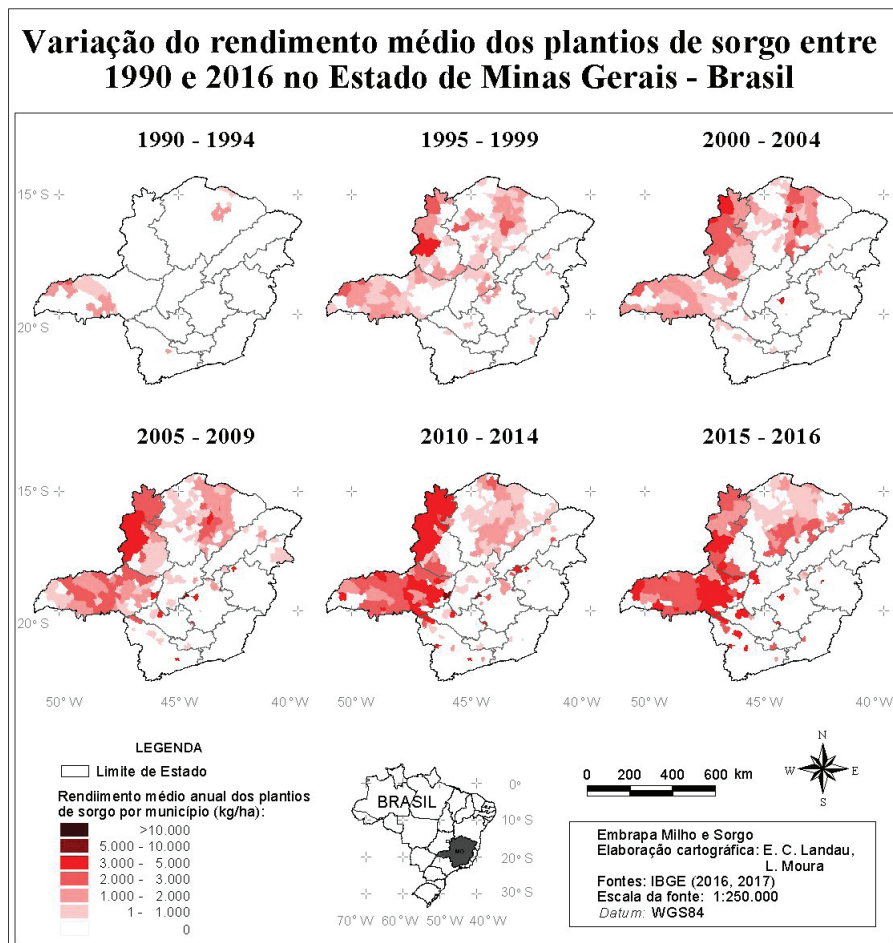 Variação do rendimento médio dos plantios de sorgo entre
1990 e 2016 no Estado de Minas Gerais - Brasil
1990 - 1994
1995 - 1999
2000 - 2004
15° S
20° S
2005 - 2009
2010 - 2014
2015 - 2016
15° S
20° S
50° W
45° W
40° W
50° W
45° W
40° W
50° W
45° W
40° W
LEGENDA
Limite de Estado
Rendiimento médio anual dos plantios
de sorgo por município (kg/ha):
>10.000
5.000 - 10.000
3.000 - 5.000
2.000 - 3.000
1.000 - 2.000
1 - 1.000
0
BRASIL
MG
0°
10° S
20° S
30° S
70° W 60° W 50° W 40° W
0 200 400 600 km
N
W E
S
Embrapa Milho e Sorgo
Elaboração cartográfica: E. C. Landau,
L. Moura
Fontes: IBGE (2016, 2017)
Escala da fonte: 1:250.000
Datum: WGS84